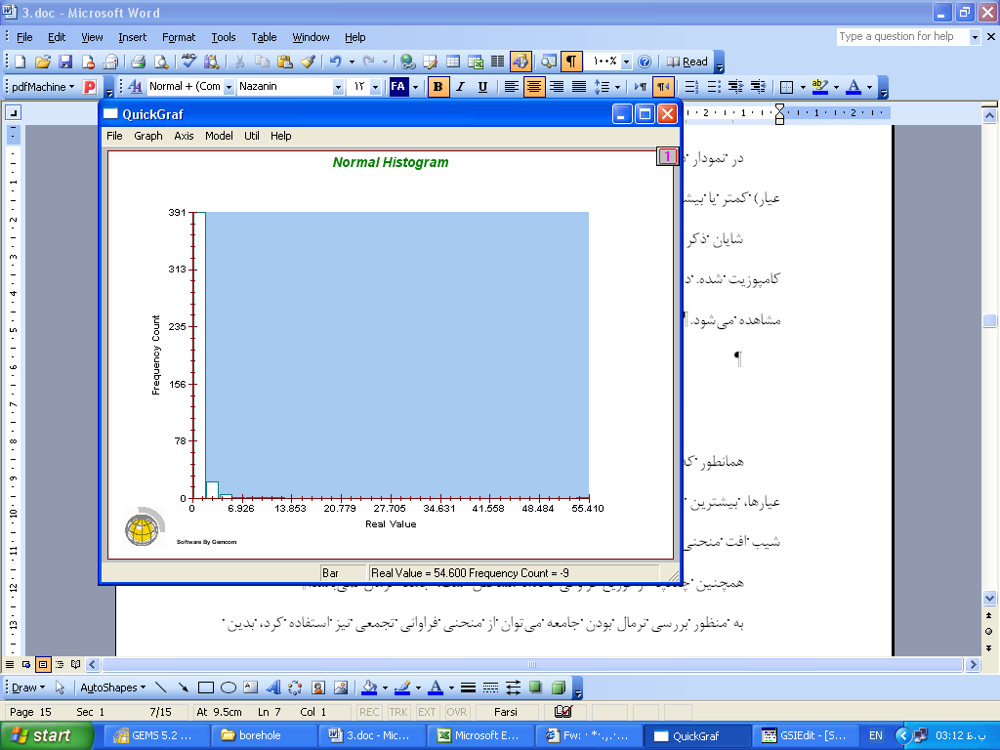 3.doc - Microsoft Word
File Edit View Insert Format Tools Table Window Help
Type a question for help
۱۰۰% Read
pdfMachine Normal + (Com Nazanin ۱۲ FA B I U
QuickGraf
File Graph Axis Model Util Help
1
Normal Histogram
391
313
235
156
78
0
Frequency Count
0 6.926 13.853 20.779 27.705 34.631 41.558 48.484 55.410
Real Value
Software By Gemcom
Bar Real Value = 54.600 Frequency Count = -9
در نمودار
عیار) کمتر یا
شایان ذکر
کامپوزیت شده. د
مشاهده می‌شود.
همانطور که
عیارها، بیشترین
شیب افت منحنی
همچنین
به منظور بررسی نرمال بودن جامعه می‌توان از منحنی فراوانی تجمعی نیز استفاده کرد، بدین
Draw AutoShapes
Page 15 Sec 1 7/15 At 9.5cm Ln 7 Col 1 REC TRK EXT OVR Farsi
start GEMS 5.2 ... borehole 3.doc - Mic... Microsoft E... Fw: ... QuickGraf GSIEdit - [S... EN 03:12 ب.ظ